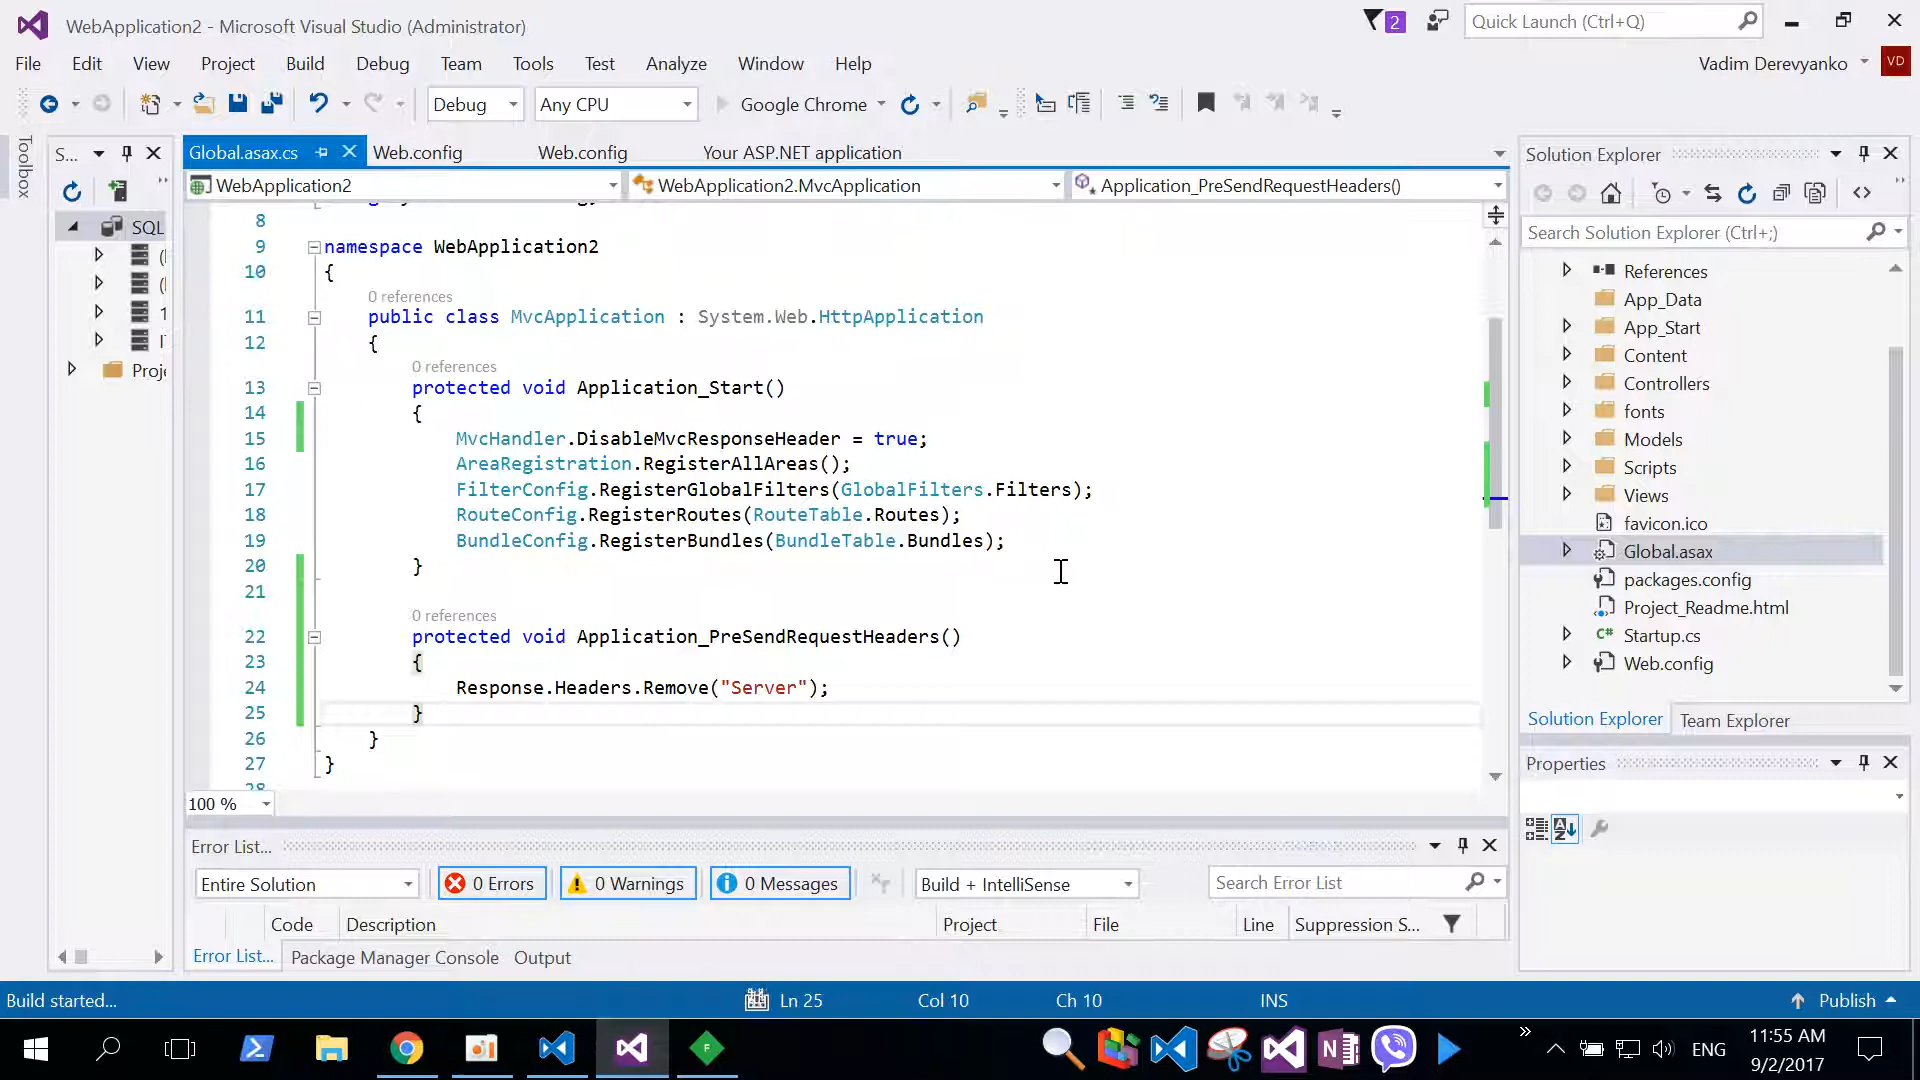 WebApplication2 - Microsoft Visual Studio (Administrator)
2
Quick Launch (Ctrl+Q)
File Edit View Project Build Debug Team Tools Test Analyze Window Help
Vadim Derevyanko VD
Debug Any CPU Google Chrome
Toolbox
S...
SQL
Proje
Global.asax.cs Web.config Web.config Your ASP.NET application
WebApplication2 WebApplication2.MvcApplication Application_PreSendRequestHeaders()
8
9 namespace WebApplication2
10 {
0 references
11 public class MvcApplication : System.Web.HttpApplication
12 {
0 references
13 protected void Application_Start()
14 {
15 MvcHandler.DisableMvcResponseHeader = true;
16 AreaRegistration.RegisterAllAreas();
17 FilterConfig.RegisterGlobalFilters(GlobalFilters.Filters);
18 RouteConfig.RegisterRoutes(RouteTable.Routes);
19 BundleConfig.RegisterBundles(BundleTable.Bundles);
20 }
21
0 references
22 protected void Application_PreSendRequestHeaders()
23 {
24 Response.Headers.Remove("Server");
25 }
26 }
27 }
28
100 %
Error List...
Entire Solution 0 Errors 0 Warnings 0 Messages Build + IntelliSense Search Error List
Code Description Project File Line Suppression S...
Error List... Package Manager Console Output
Solution Explorer
Search Solution Explorer (Ctrl+;)
References
App_Data
App_Start
Content
Controllers
fonts
Models
Scripts
Views
favicon.ico
Global.asax
packages.config
Project_Readme.html
C# Startup.cs
Web.config
Solution Explorer Team Explorer
Properties
Build started... Ln 25 Col 10 Ch 10 INS Publish
ENG
11:55 AM
9/2/2017